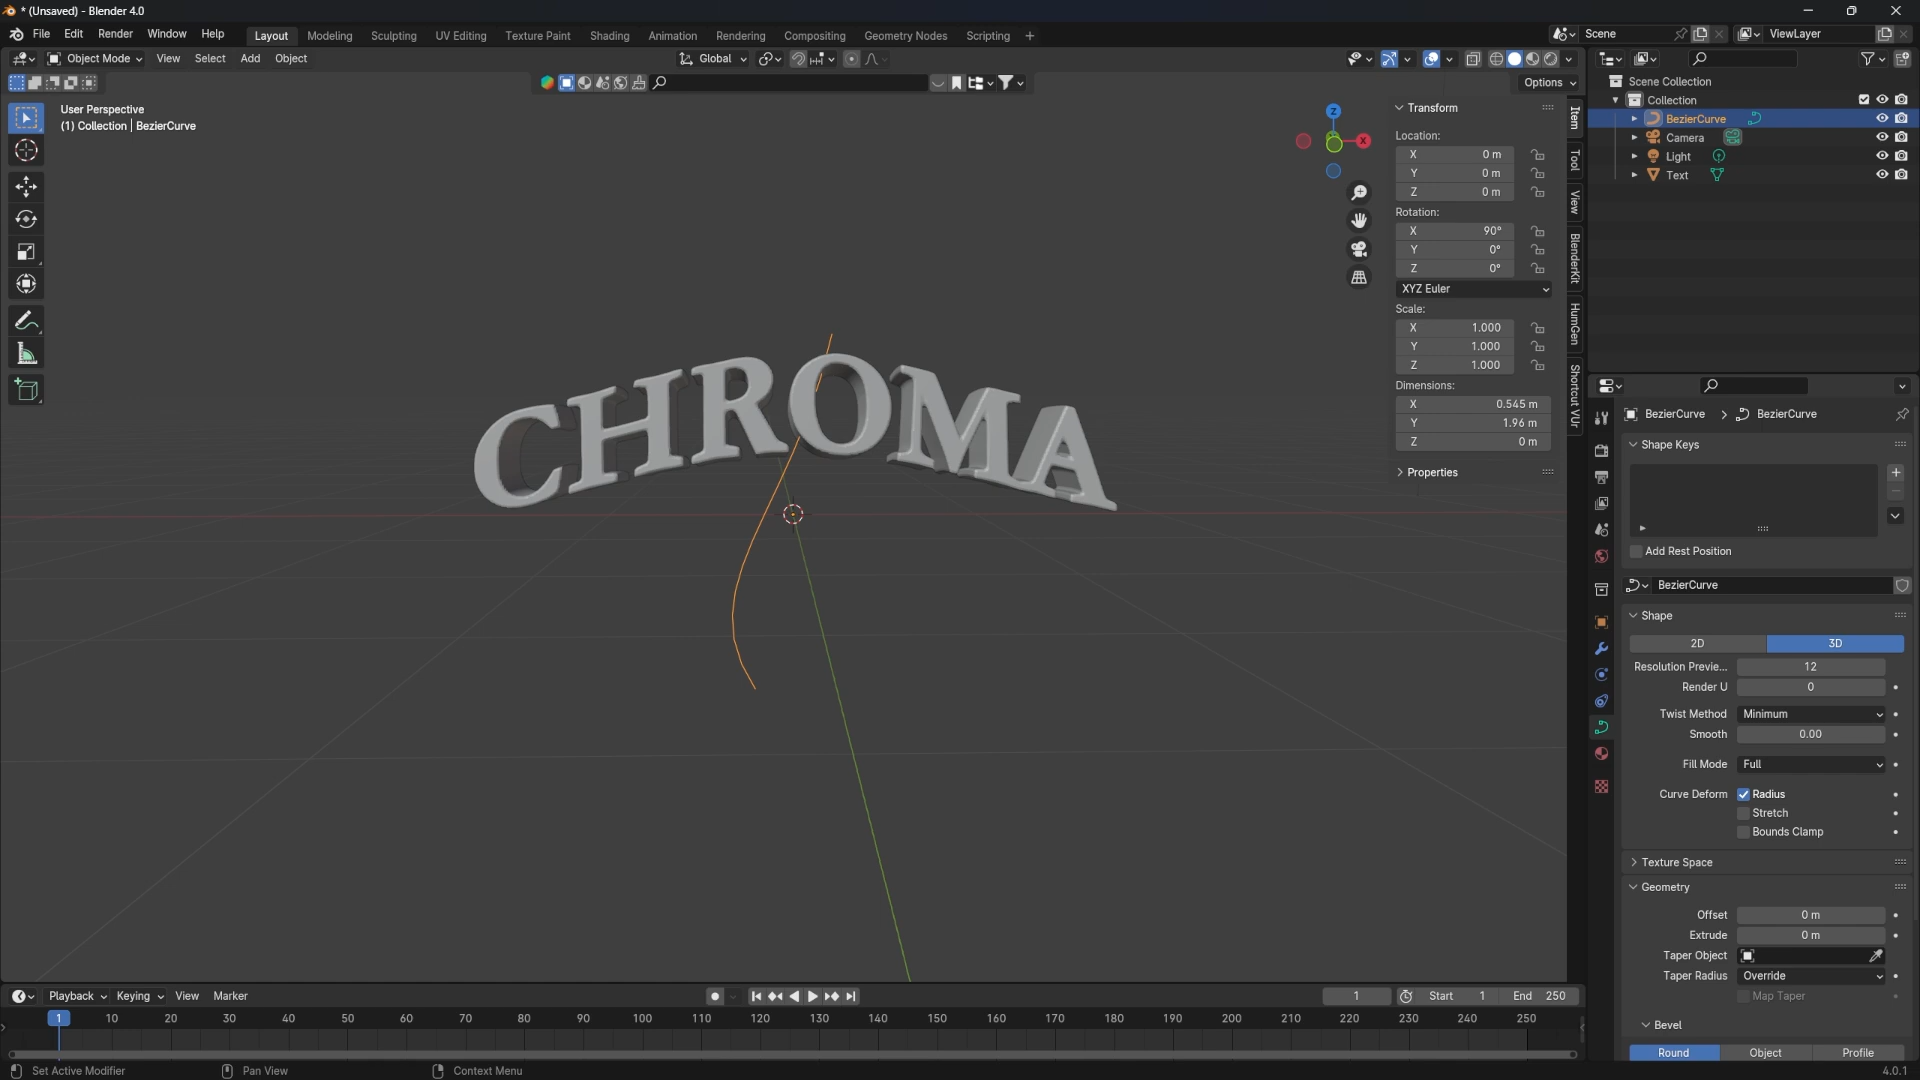 * (Unsaved) - Blender 4.0
File Edit Render Window Help
Layout Modeling Sculpting UV Editing Texture Paint Shading Animation Rendering Compositing Geometry Nodes Scripting +
Scene
ViewLayer
Object Mode View Select Add Object
Global
Options
User Perspective
(1) Collection | BezierCurve
CHROMA
Z
X
Transform
Location:
X 0 m
Y 0 m
Z 0 m
Rotation:
X 90°
Y 0°
Z 0°
XYZ Euler
Scale:
X 1.000
Y 1.000
Z 1.000
Dimensions:
X 0.545 m
Y 1.96 m
Z 0 m
Properties
Item
Tool
View
BlenderKit
HumGen
Shortcut VUr
Scene Collection
Collection
BezierCurve
Camera
Light
Text
BezierCurve > BezierCurve
Shape Keys
Add Rest Position
BezierCurve
Shape
2D 3D
Resolution Previe... 12
Render U 0
Twist Method Minimum
Smooth 0.00
Fill Mode Full
Curve Deform Radius
Stretch
Bounds Clamp
Texture Space
Geometry
Offset 0 m
Extrude 0 m
Taper Object
Taper Radius Override
Map Taper
Bevel
Round Object Profile
Playback Keying View Marker
1 Start 1 End 250
1 10 20 30 40 50 60 70 80 90 100 110 120 130 140 150 160 170 180 190 200 210 220 230 240 250
Set Active Modifier Pan View Context Menu
4.0.1